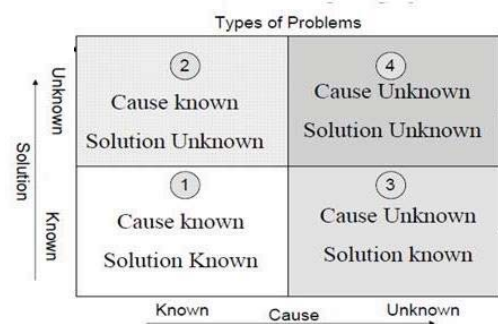 Types of Problems
Unknown
2
Cause known
Solution Unknown
4
Cause Unknown
Solution Unknown
Solution
Known
1
Cause known
Solution Known
3
Cause Unknown
Solution known
Known
Cause
Unknown